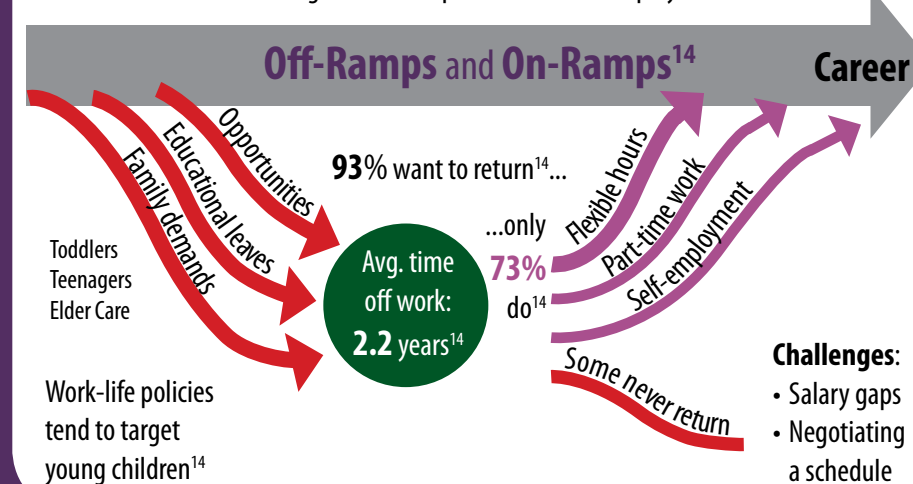 Off-Ramps and On-Ramps14
Career
Opportunities
Educational leaves
Family demands
Toddlers
Teenagers
Elder Care
Work-life policies
tend to target
young children14
93% want to return14...
...only
73%
do14
Avg. time
off work:
2.2 years14
Flexible hours
Part-time work
Self-employment
Some never return
Challenges:
• Salary gaps
• Negotiating
a schedule